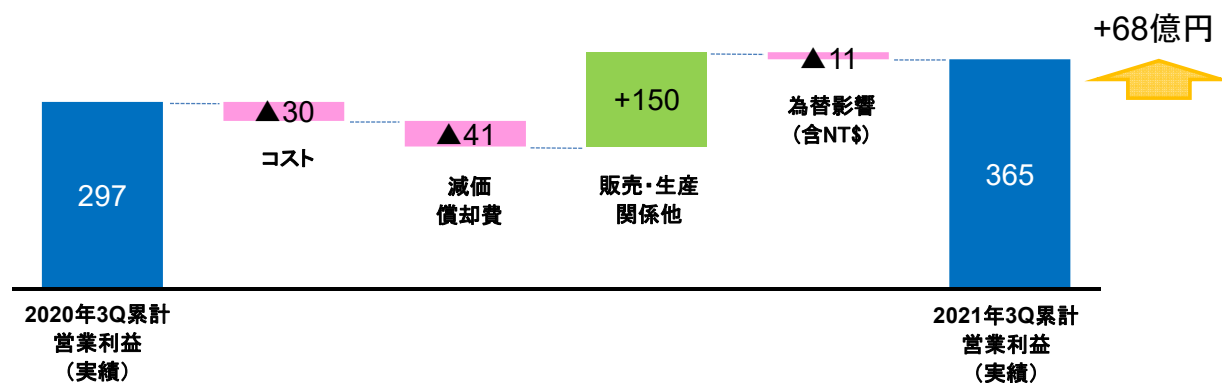 +68億円
▲30
コスト
▲41
減価
償却費
+150
販売・生産
関係他
▲11
為替影響
(含NT$)
297
365
2020年3Q累計
営業利益
(実績)
2021年3Q累計
営業利益
(実績)